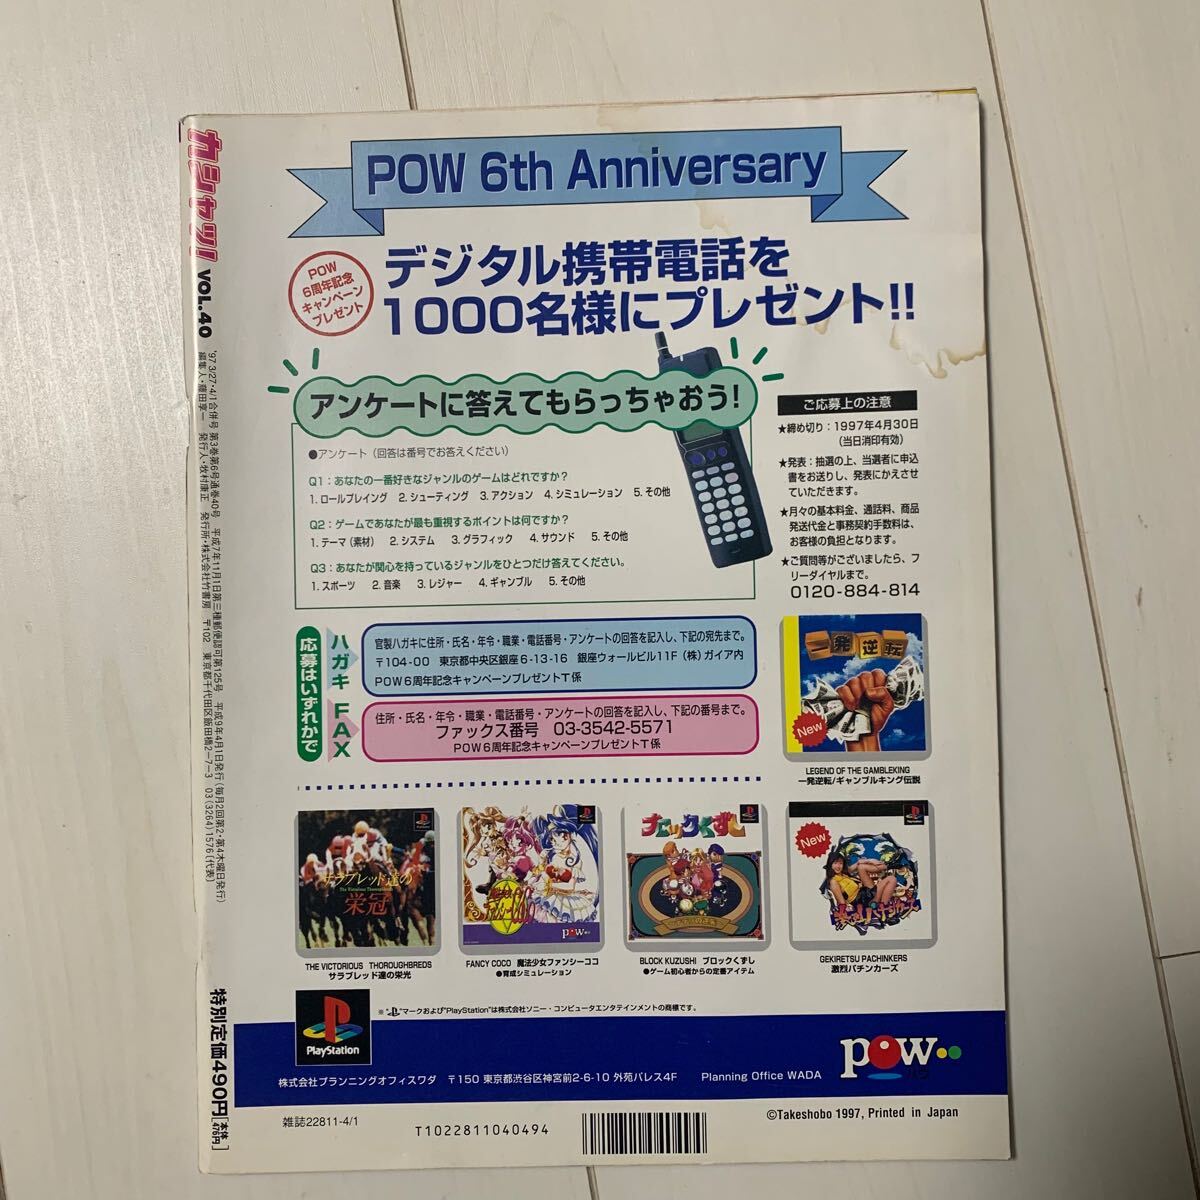 カシャッ!
VOL.40
'97 3/27・4/1合併号 第3巻第6号通巻40号 平成7年11月1日第三種郵便認可第125号 平成9年4月1日発行(毎月2回第2・第4木曜日発行)
編集人・藤田享一 発行人・牧村康正 発行所・株式会社竹書房 〒102 東京都千代田区飯田橋2-7-3 03(3264)1576(代表)
特別定価490円[本体476円]
POW 6th Anniversary
POW
6周年記念
キャンペーン
プレゼント
デジタル携帯電話を
1000名様にプレゼント!!
アンケートに答えてもらっちゃおう!
●アンケート(回答は番号でお答えください)
Q1:あなたの一番好きなジャンルのゲームはどれですか?
1.ロールプレイング 2.シューティング 3.アクション 4.シミュレーション 5.その他
Q2:ゲームであなたが最も重視するポイントは何ですか?
1.テーマ(素材) 2.システム 3.グラフィック 4.サウンド 5.その他
Q3:あなたが関心を持っているジャンルをひとつだけ答えてください。
1.スポーツ 2.音楽 3.レジャー 4.ギャンブル 5.その他
ご応募上の注意
★締め切り:1997年4月30日
(当日消印有効)
★発表:抽選の上、当選者に申込
書をお送りし、発表にかえさせ
ていただきます。
★月々の基本料金、通話料、商品
発送代金と事務契約手数料は、
お客様の負担となります。
★ご質問等がございましたら、フ
リーダイヤルまで。
0120-884-814
応募はいずれかで
ハガキ
官製ハガキに住所・氏名・年令・職業・電話番号・アンケートの回答を記入し、下記の宛先まで。
〒104-00 東京都中央区銀座6-13-16 銀座ウォールビル11F(株)ガイア内
POW6周年記念キャンペーンプレゼントT係
FAX
住所・氏名・年令・職業・電話番号・アンケートの回答を記入し、下記の番号まで。
ファックス番号 03-3542-5571
POW6周年記念キャンペーンプレゼントT係
一発逆転
New
LEGEND OF THE GAMBLEKING
一発逆転/ギャンブルキング伝説
サラブレッド達の
The Victorious Thoroughbreds
栄冠
THE VICTORIOUS THOROUGHBREDS
サラブレッド達の栄光
pow
FANCY COCO 魔法少女ファンシーココ
●育成シミュレーション
ブロックくずし
BLOCK KUZUSHI ブロックくずし
●ゲーム初心者からの定番アイテム
New
GEKIRETSU PACHINKERS
激烈パチンカーズ
PlayStation
※"PS"マークおよび"PlayStation"は株式会社ソニー・コンピュータエンタテインメントの商標です。
pow
パウ
株式会社プランニングオフィスワダ 〒150 東京都渋谷区神宮前2-6-10 外苑パレス4F Planning Office WADA
雑誌22811-4/1
T1022811040494
©Takeshobo 1997, Printed in Japan